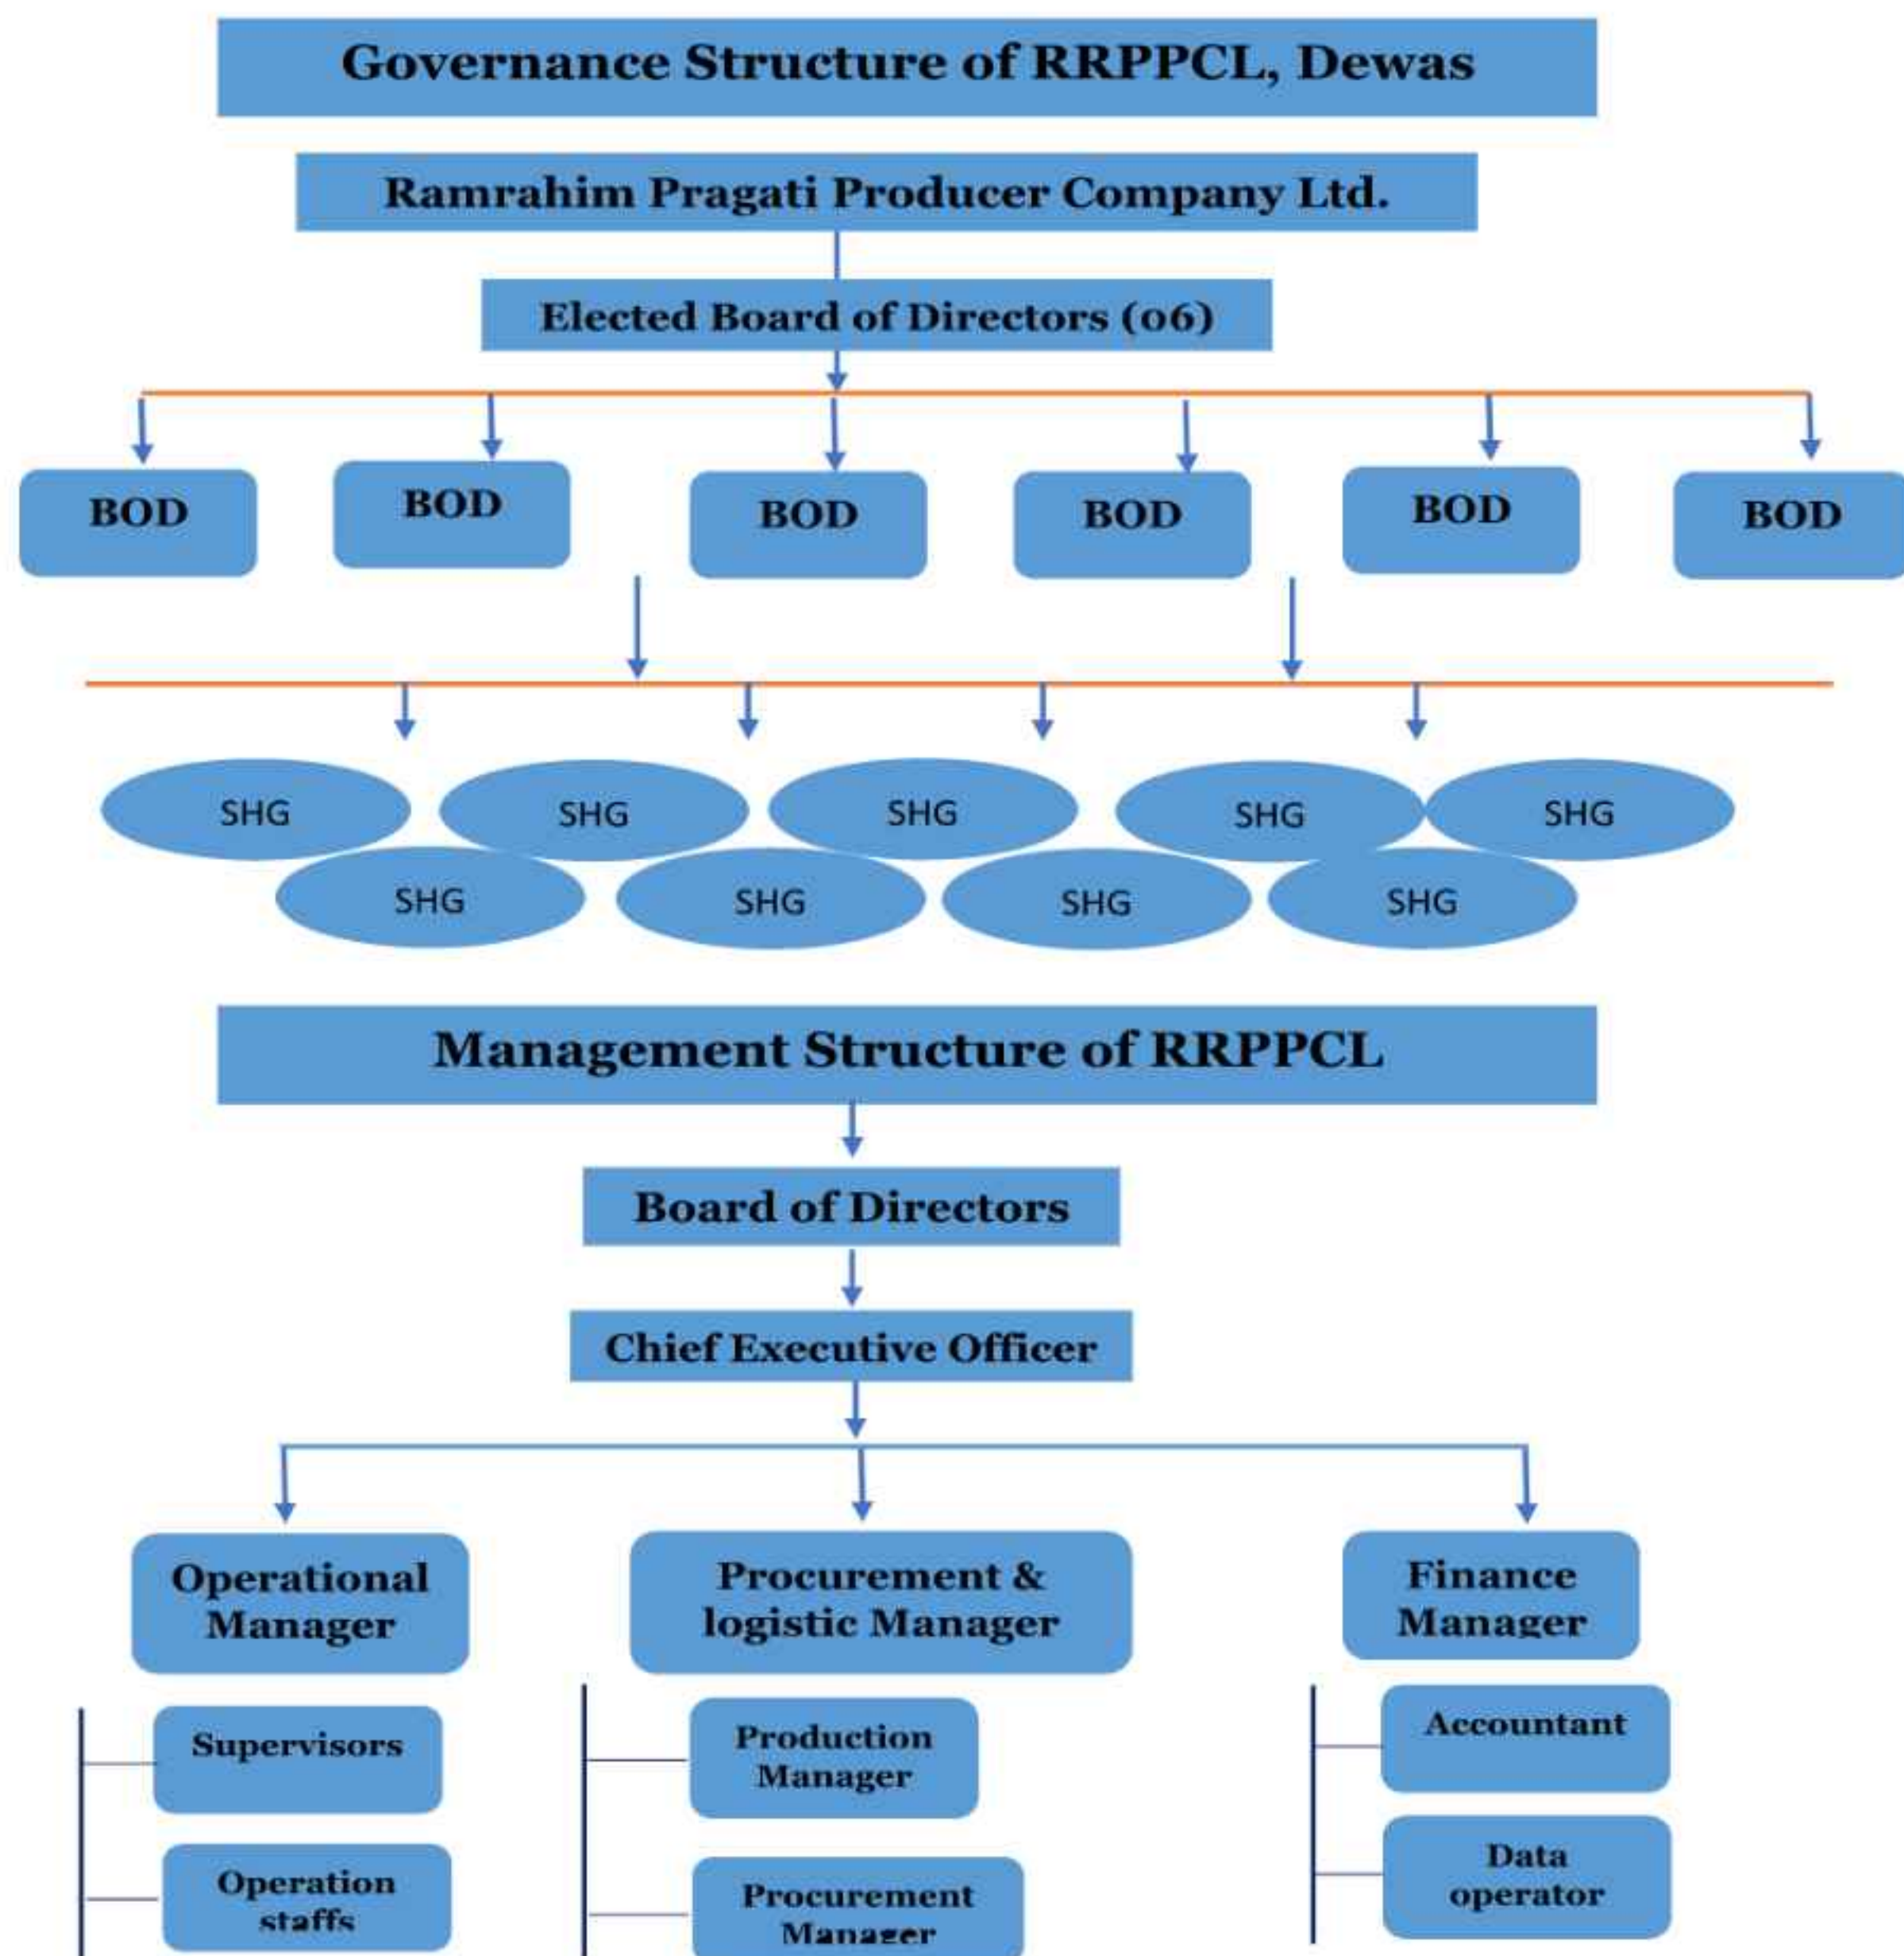 Governance Structure of RRPPCL, Dewas
Ramrahim Pragati Producer Company Ltd.
Elected Board of Directors (06)
BOD
BOD
BOD
BOD
BOD
BOD
SHG
SHG
SHG
SHG
SHG
SHG
SHG
SHG
SHG
Management Structure of RRPPCL
Board of Directors
Chief Executive Officer
Operational
Manager
Procurement &
logistic Manager
Finance
Manager
Supervisors
Operation
staffs
Production
Manager
Procurement
Manager
Accountant
Data
operator